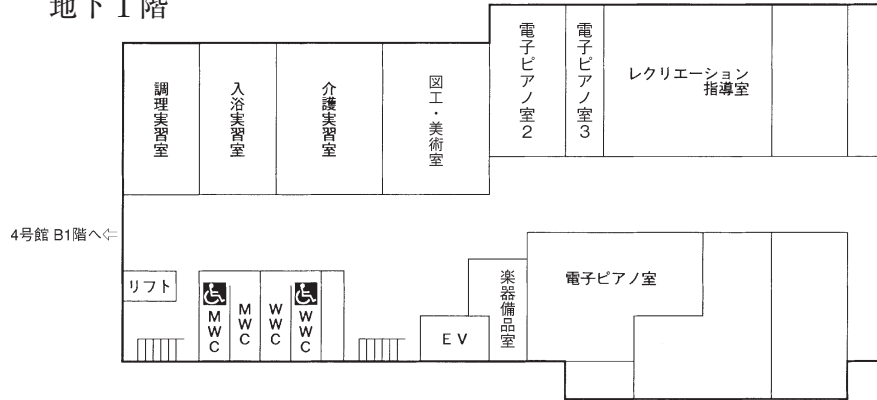 地下1階
調理実習室
入浴実習室
介護実習室
図工・美術室
電子ピアノ室2
電子ピアノ室3
レクリエーション
指導室
4号館 B1階へ⇦
リフト
MWC
MWC
WWC
WWC
EV
楽器備品室
電子ピアノ室